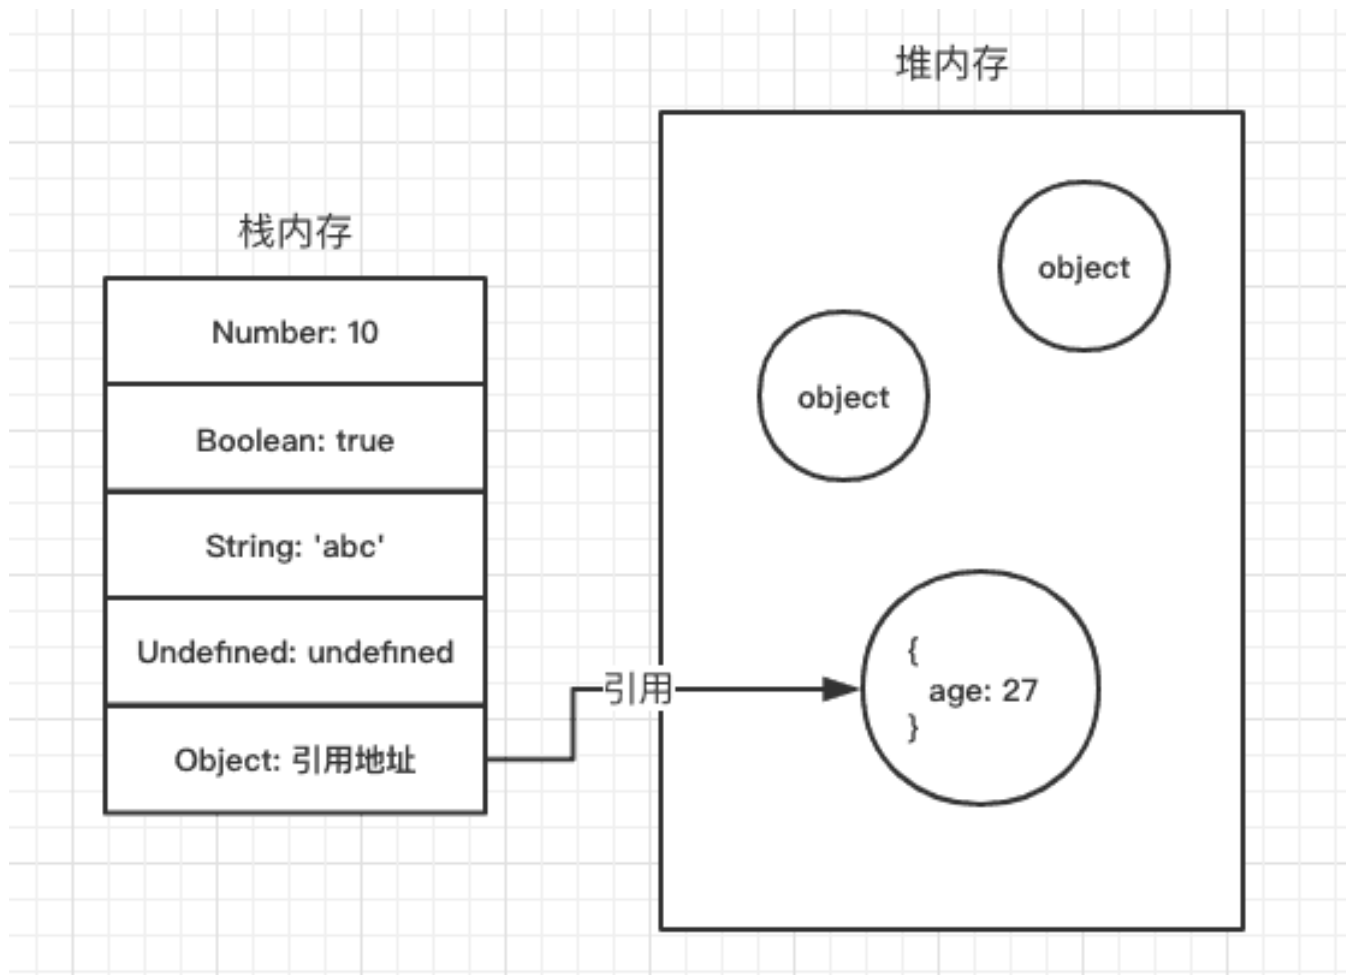 堆内存
object
object
栈内存
Number: 10
Boolean: true
String: 'abc'
Undefined: undefined
Object: 引用地址
引用
{
age: 27
}